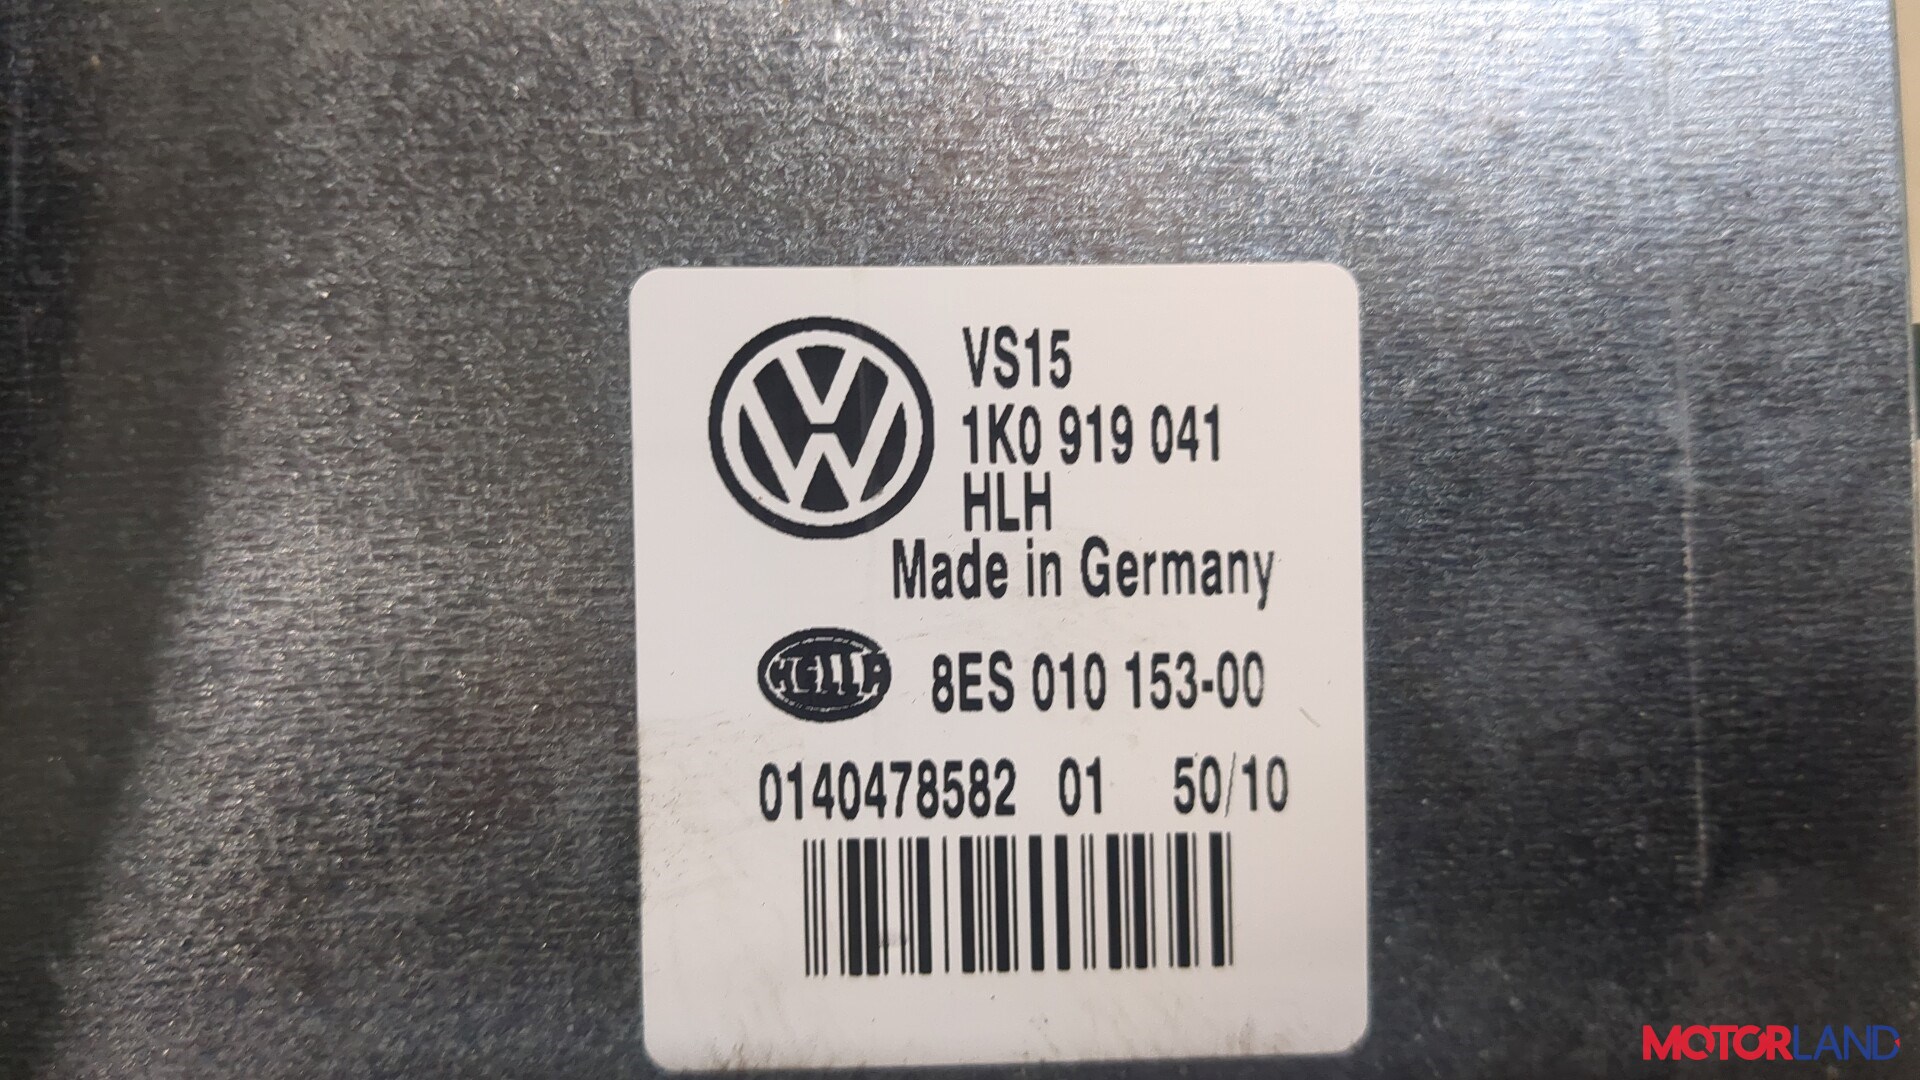 VS15
1K0 919 041
HLH
Made in Germany
HELLA 8ES 010 153-00
0140478582 01 50/10
MOTORLAND